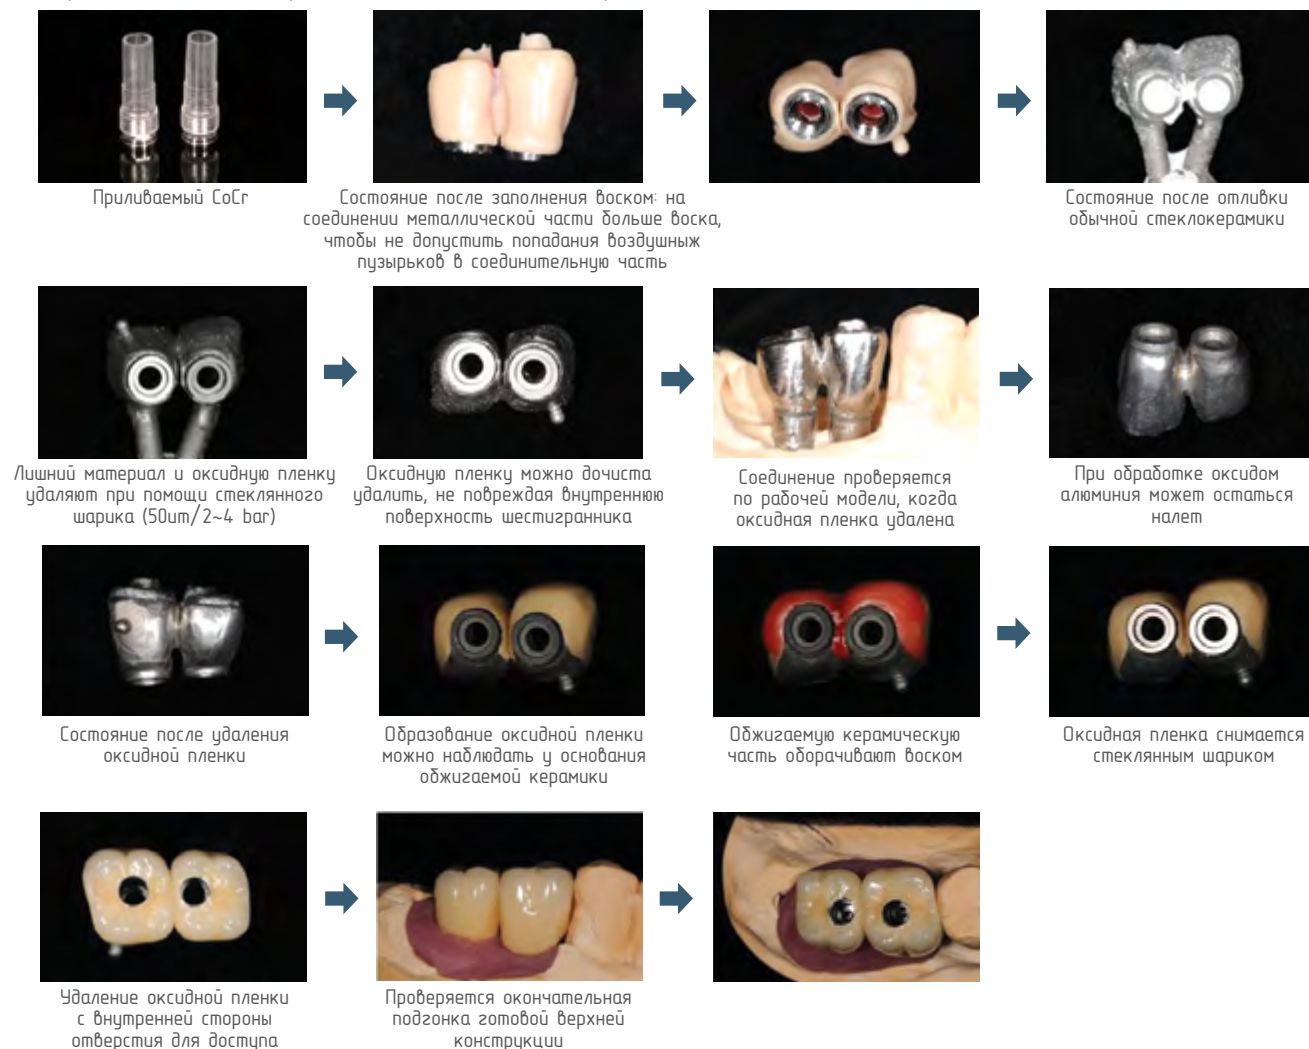 Приливаемый CoCr
Состояние после заполнения воском: на
соединении металлической части больше воска,
чтобы не допустить попадания воздушныж
пузырьков в соединительную часть
Состояние после отливки
обычной стеклокерамики
Лишний материал и оксидную пленку
удаляют при помощи стеклянного
шарика (50um/2~4 bar)
Оксидную пленку можно дочиста
удалить, не повреждая внутреннюю
поверхность шестигранника
Соединение проверяется
по рабочей модели, когда
оксидная пленка удалена
При обработке оксидом
алюминия может остаться
налет
Состояние после удаления
оксидной пленки
Образование оксидной пленки
можно наблюдать у основания
обжигаемой керамики
Обжигаемую керамическую
часть оборачивают воском
Оксидная пленка снимается
стеклянным шариком
Удаление оксидной пленки
с внутренней стороны
отверстия для доступа
Проверяется окончательная
подгонка готовой верхней
конструкции